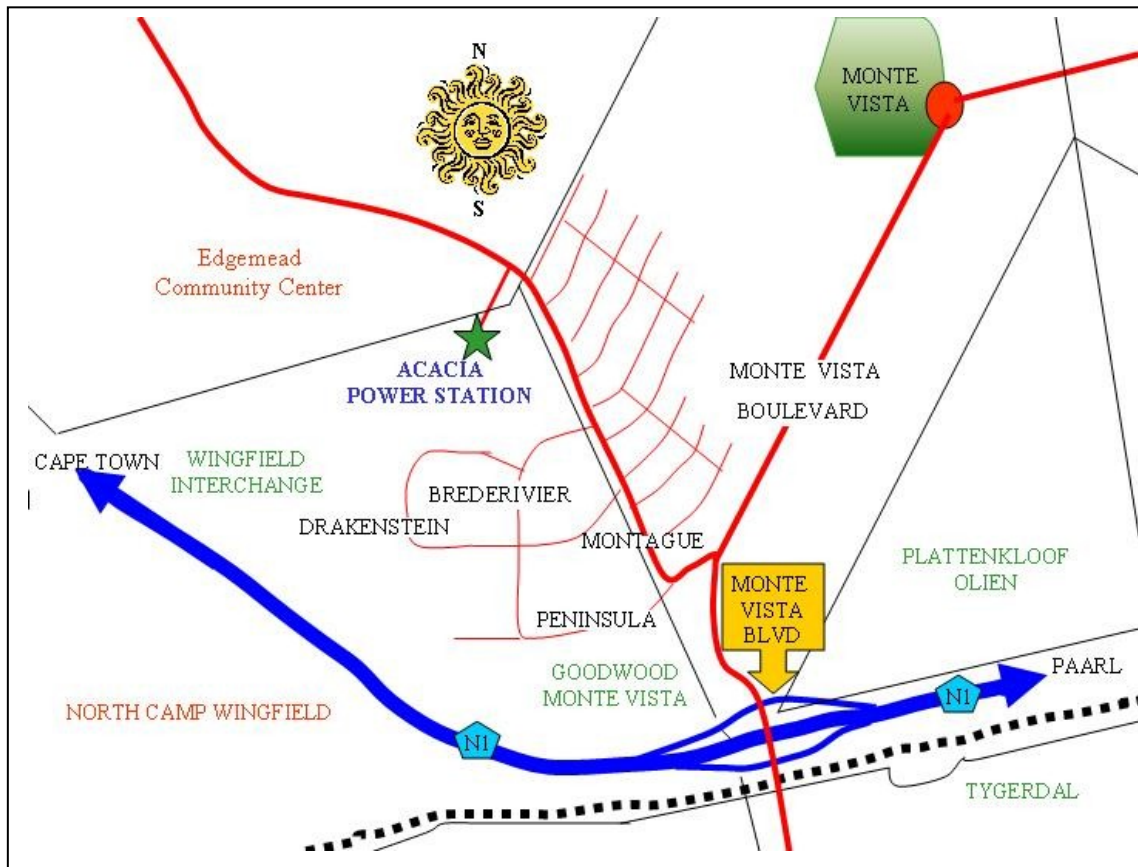 N
S
MONTE
VISTA
Edgemead
Community Center
ACACIA
POWER STATION
MONTE VISTA
BOULEVARD
CAPE TOWN
WINGFIELD
INTERCHANGE
BREDERIVIER
DRAKENSTEIN
MONTAGUE
PLATTENKLOOF
OLIEN
MONTE
VISTA
BLVD
PENINSULA
GOODWOOD
MONTE VISTA
PAARL
NORTH CAMP WINGFIELD
N1
N1
TYGERDAL